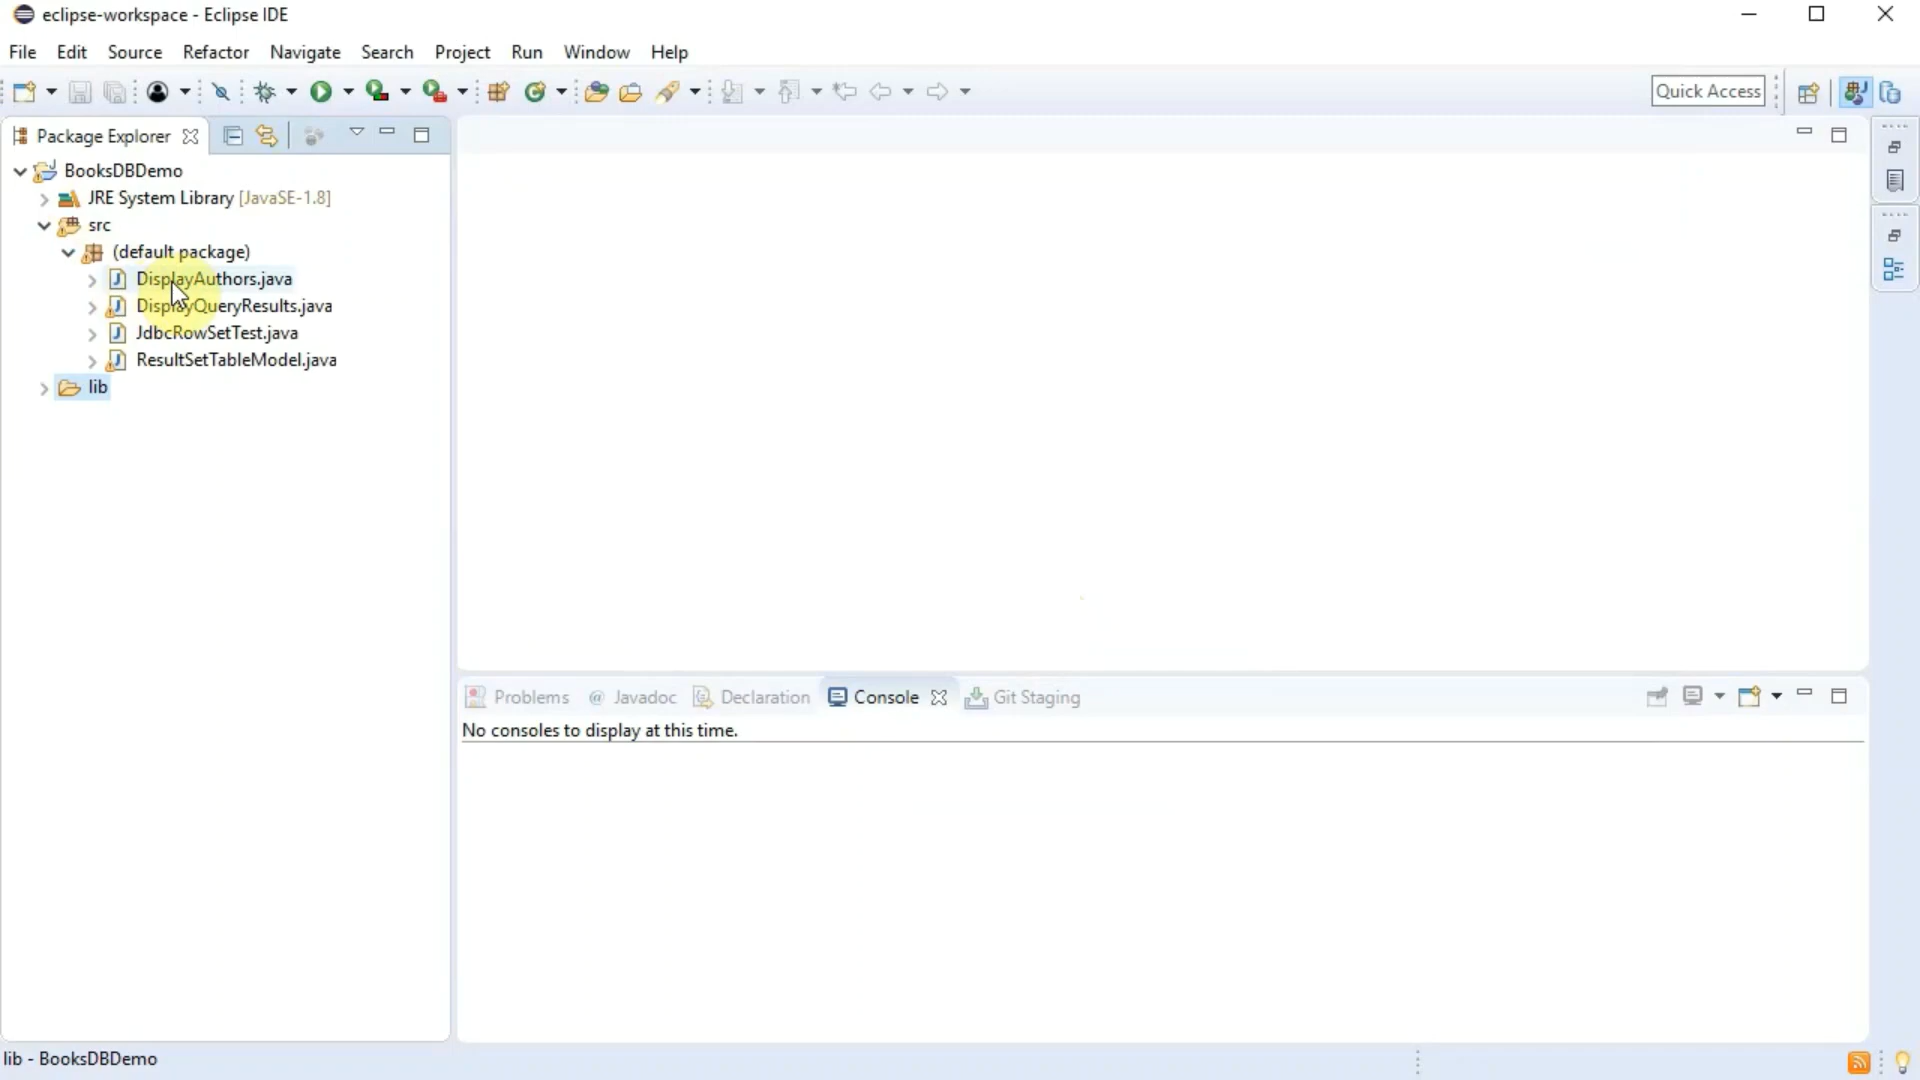 eclipse-workspace - Eclipse IDE
File Edit Source Refactor Navigate Search Project Run Window Help
Quick Access
Package Explorer
BooksDBDemo
JRE System Library [JavaSE-1.8]
src
(default package)
DisplayAuthors.java
DisplayQueryResults.java
JdbcRowSetTest.java
ResultSetTableModel.java
lib
Problems @ Javadoc Declaration Console Git Staging
No consoles to display at this time.
lib - BooksDBDemo